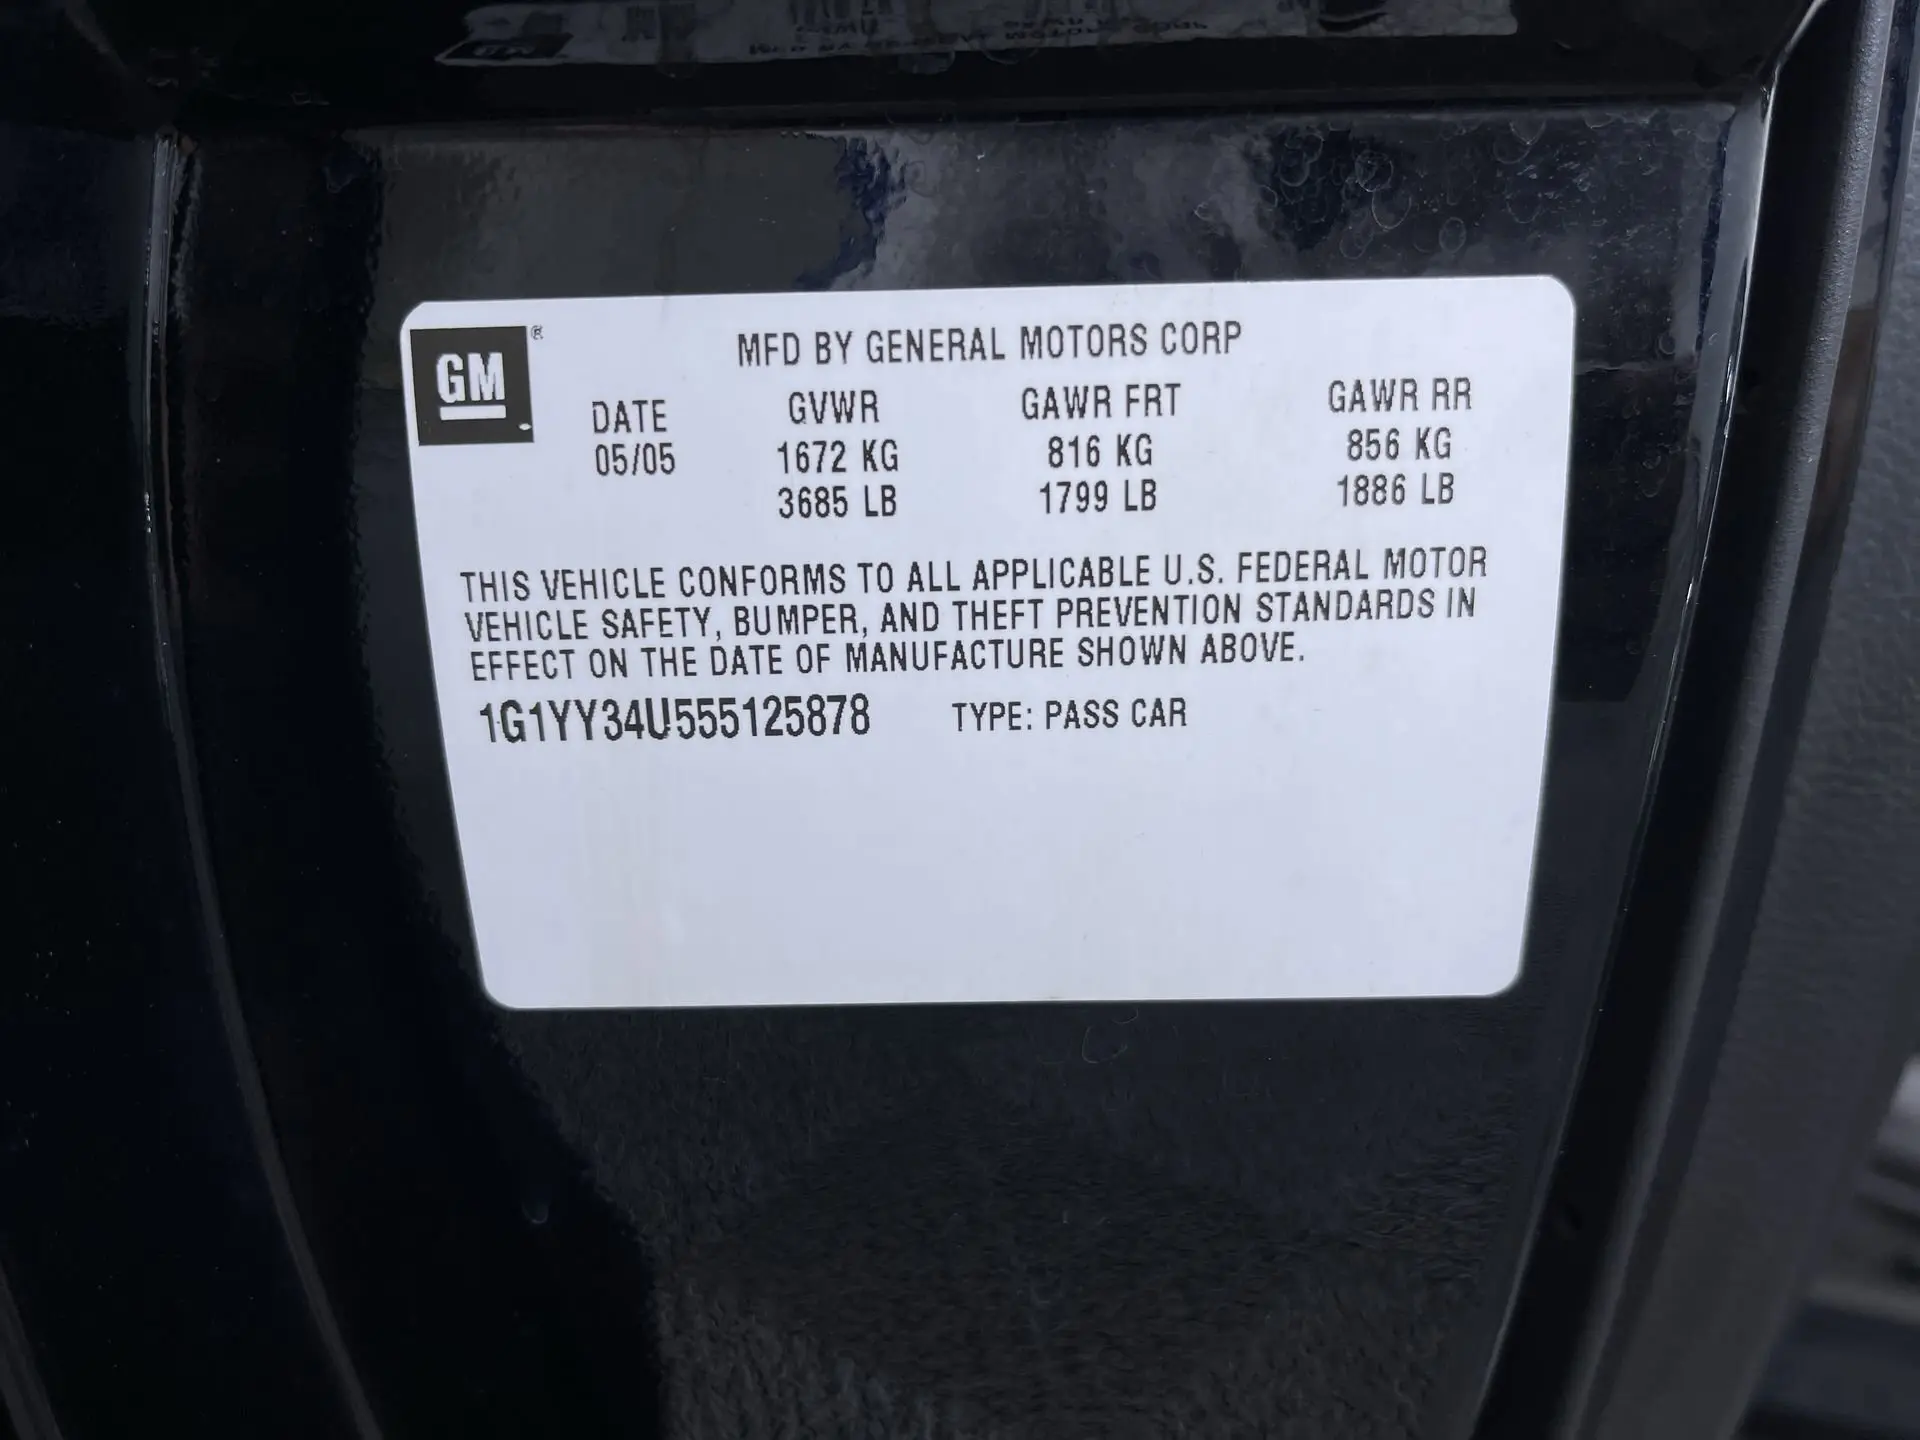 GM ®
MFD BY GENERAL MOTORS CORP
DATE GVWR GAWR FRT GAWR RR
05/05 1672 KG 816 KG 856 KG
3685 LB 1799 LB 1886 LB
THIS VEHICLE CONFORMS TO ALL APPLICABLE U.S. FEDERAL MOTOR
VEHICLE SAFETY, BUMPER, AND THEFT PREVENTION STANDARDS IN
EFFECT ON THE DATE OF MANUFACTURE SHOWN ABOVE.
1G1YY34U555125878 TYPE: PASS CAR